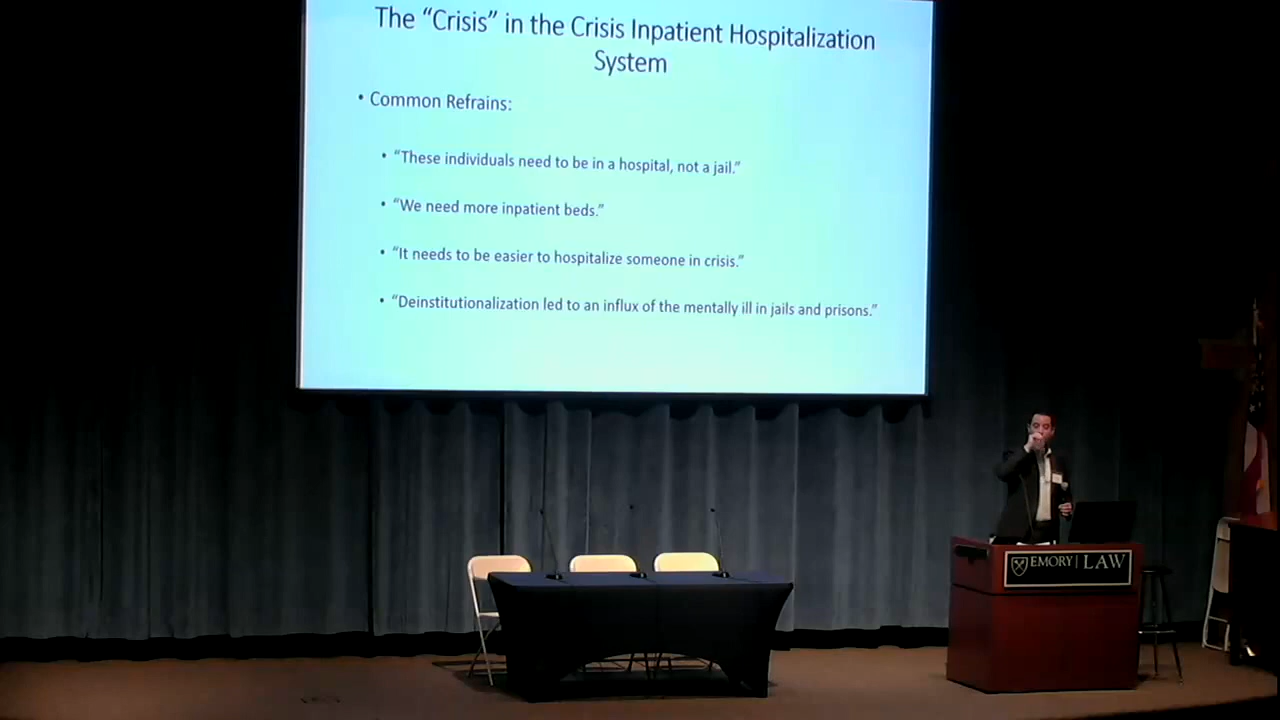 The “Crisis” in the Crisis Inpatient Hospitalization
System
• Common Refrains:
• “These individuals need to be in a hospital, not a jail.”
• “We need more inpatient beds.”
• “It needs to be easier to hospitalize someone in crisis.”
• “Deinstitutionalization led to an influx of the mentally ill in jails and prisons.”
EMORY | LAW